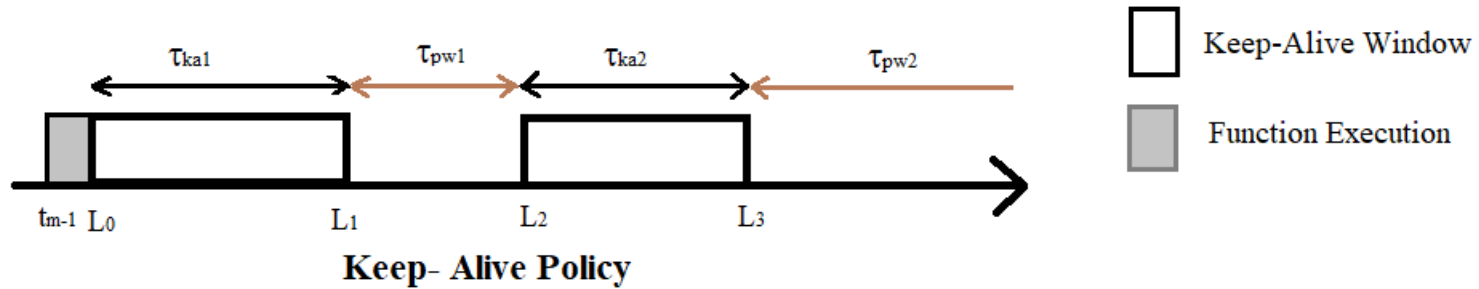 τka1 τpw1 τka2 τpw2
Keep-Alive Window
Function Execution
tm-1 L0 L1 L2 L3
Keep- Alive Policy